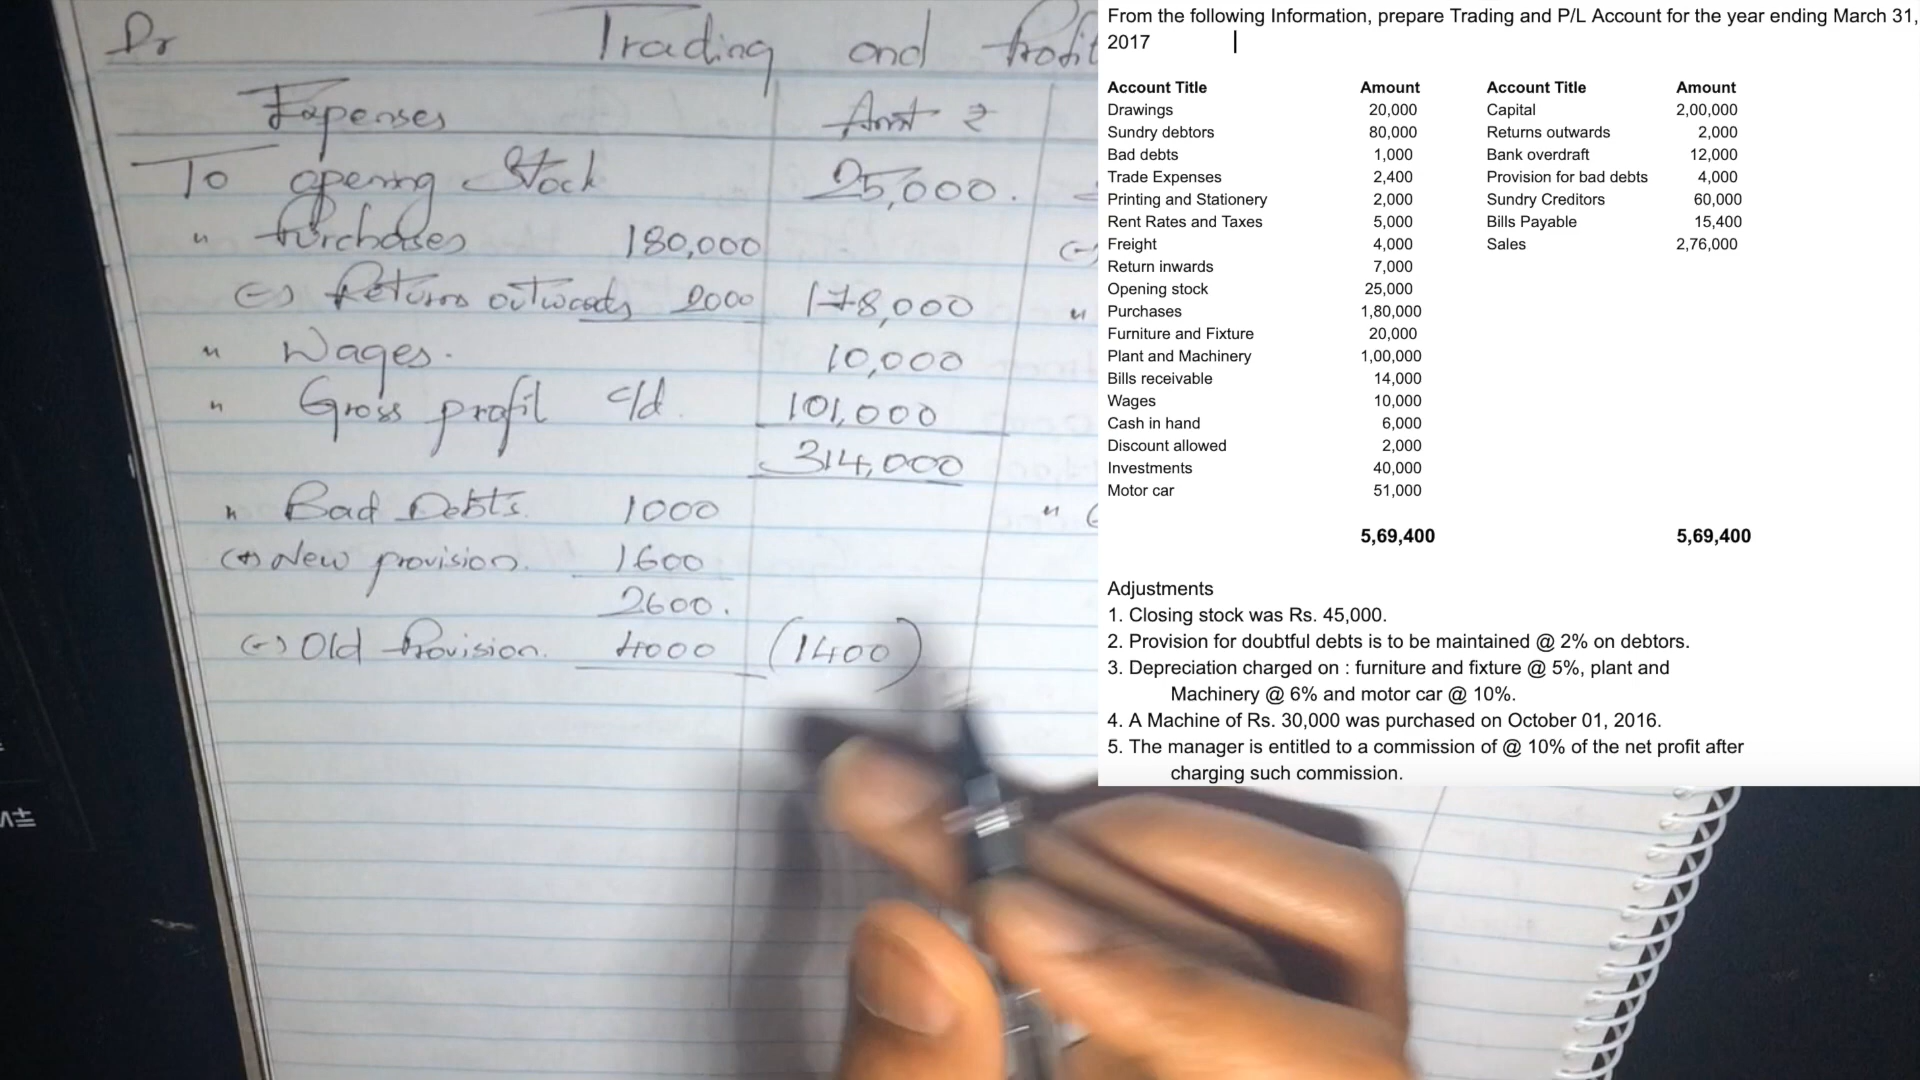 Dr Trading and Profit
Expenses Amt ₹
To opening Stock 25,000.
" Purchases 180,000
(-) Returns outwards 2000 178,000
" Wages. 10,000
" Gross profit c/d. 101,000
314,000
" Bad Debts. 1000
(+) New provision. 1600
2600.
(-) Old Provision. 4000 (1400)
From the following Information, prepare Trading and P/L Account for the year ending March 31,
2017
Account Title Amount Account Title Amount
Drawings 20,000 Capital 2,00,000
Sundry debtors 80,000 Returns outwards 2,000
Bad debts 1,000 Bank overdraft 12,000
Trade Expenses 2,400 Provision for bad debts 4,000
Printing and Stationery 2,000 Sundry Creditors 60,000
Rent Rates and Taxes 5,000 Bills Payable 15,400
Freight 4,000 Sales 2,76,000
Return inwards 7,000
Opening stock 25,000
Purchases 1,80,000
Furniture and Fixture 20,000
Plant and Machinery 1,00,000
Bills receivable 14,000
Wages 10,000
Cash in hand 6,000
Discount allowed 2,000
Investments 40,000
Motor car 51,000
5,69,400 5,69,400
Adjustments
1. Closing stock was Rs. 45,000.
2. Provision for doubtful debts is to be maintained @ 2% on debtors.
3. Depreciation charged on : furniture and fixture @ 5%, plant and
Machinery @ 6% and motor car @ 10%.
4. A Machine of Rs. 30,000 was purchased on October 01, 2016.
5. The manager is entitled to a commission of @ 10% of the net profit after
charging such commission.